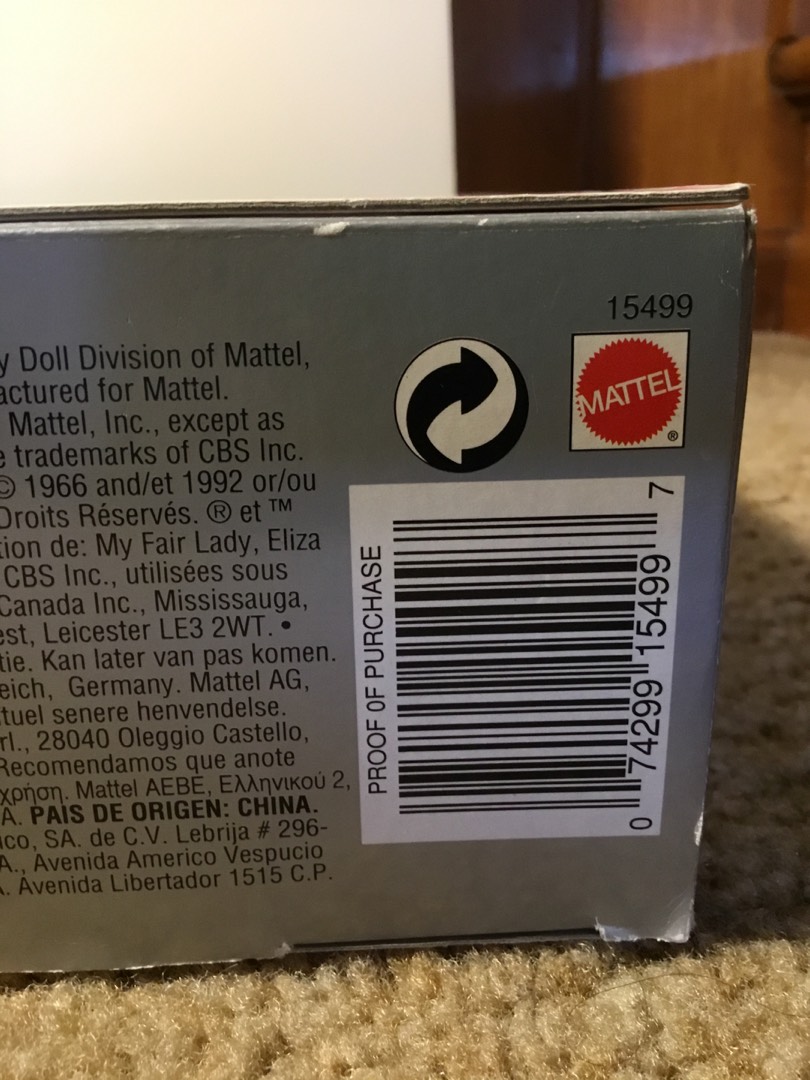 15499
MATTEL
®
y Doll Division of Mattel,
actured for Mattel.
Mattel, Inc., except as
e trademarks of CBS Inc.
© 1966 and/et 1992 or/ou
Droits Réservés. ® et ™
tion de: My Fair Lady, Eliza
CBS Inc., utilisées sous
Canada Inc., Mississauga,
est, Leicester LE3 2WT. •
tie. Kan later van pas komen.
eich, Germany. Mattel AG,
tuel senere henvendelse.
rl., 28040 Oleggio Castello,
Recomendamos que anote
χρήση. Mattel AEBE, Ελληνικού 2,
A. PAIS DE ORIGEN: CHINA.
ico, SA. de C.V. Lebrija # 296-
A., Avenida Americo Vespucio
. Avenida Libertador 1515 C.P.
PROOF OF PURCHASE
0 74299 15499 7